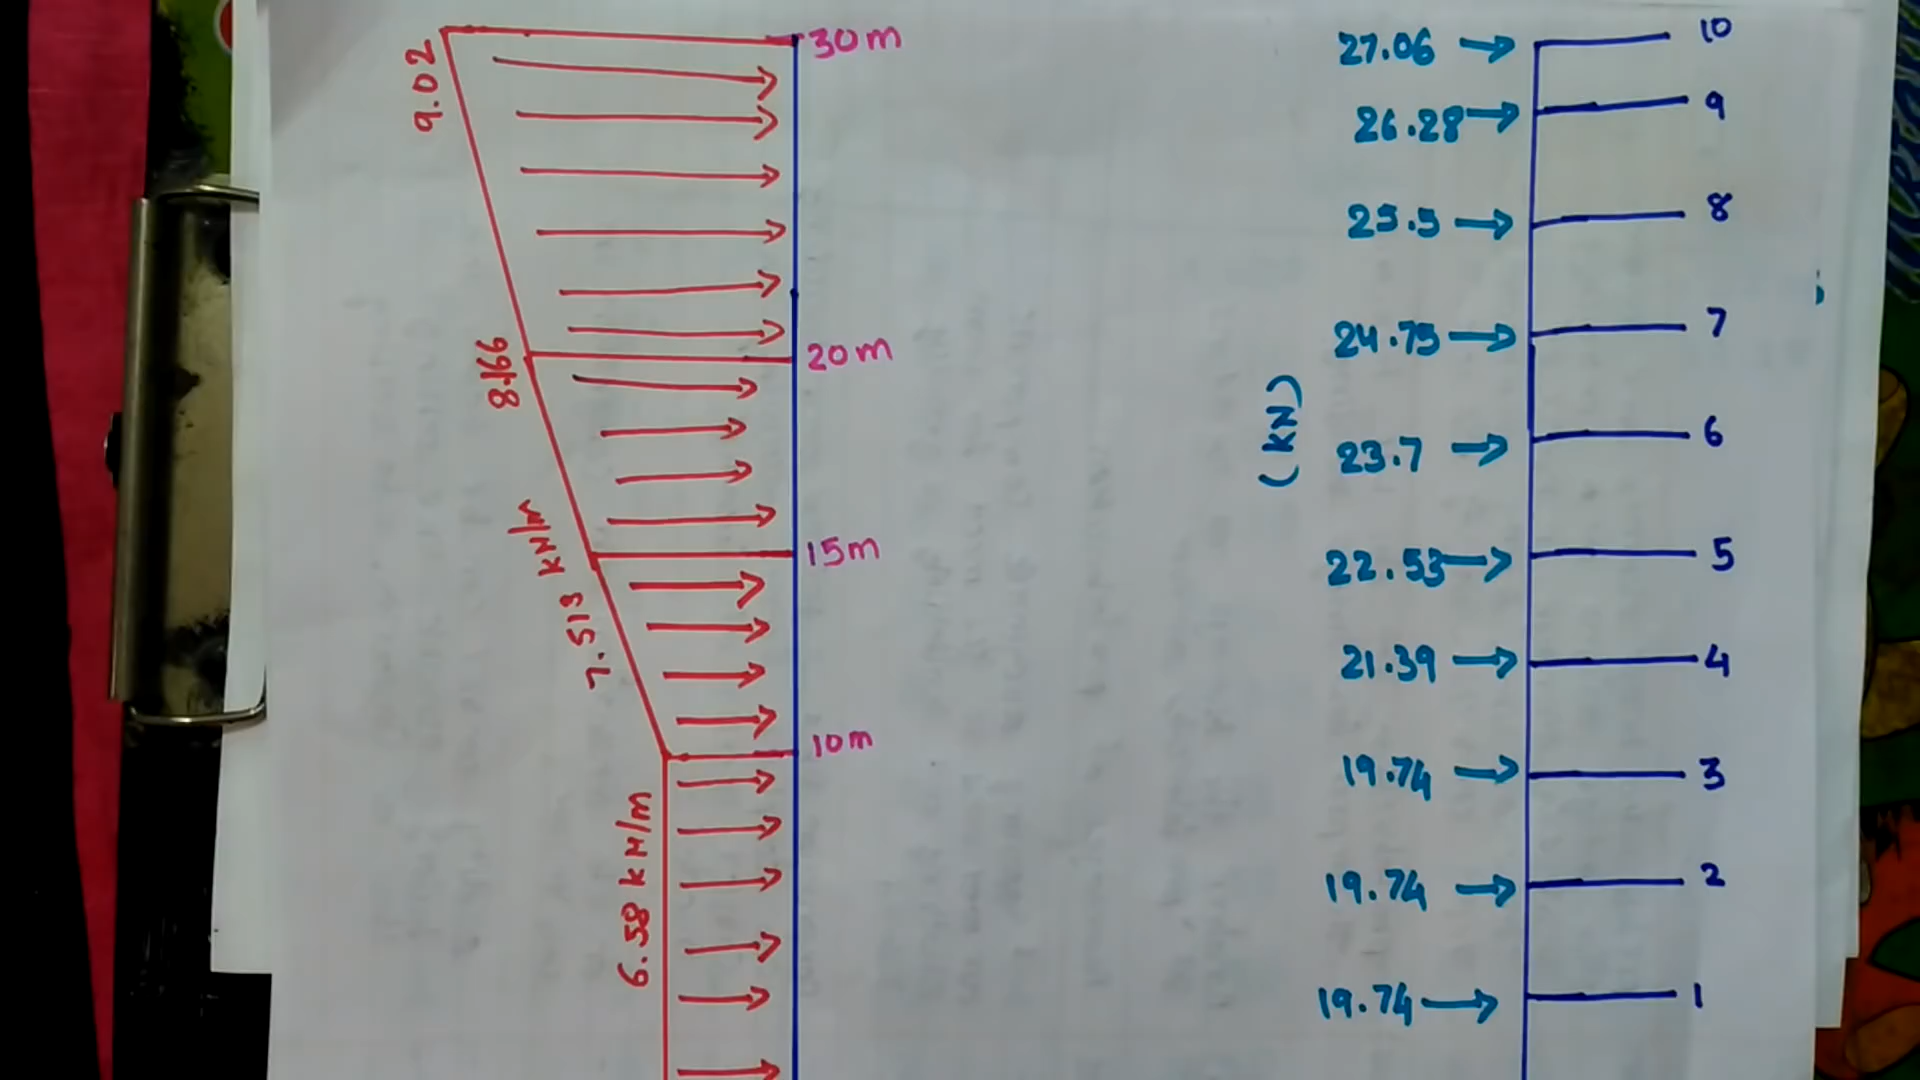 30m
9.02
20m
8.166
15m
7.513 KN/m
10m
6.58 KN/m
27.06 → 10
26.28 → 9
25.5 → 8
24.75 → 7
(KN)
23.7 → 6
22.53 → 5
21.39 → 4
19.74 → 3
19.74 → 2
19.74 → 1